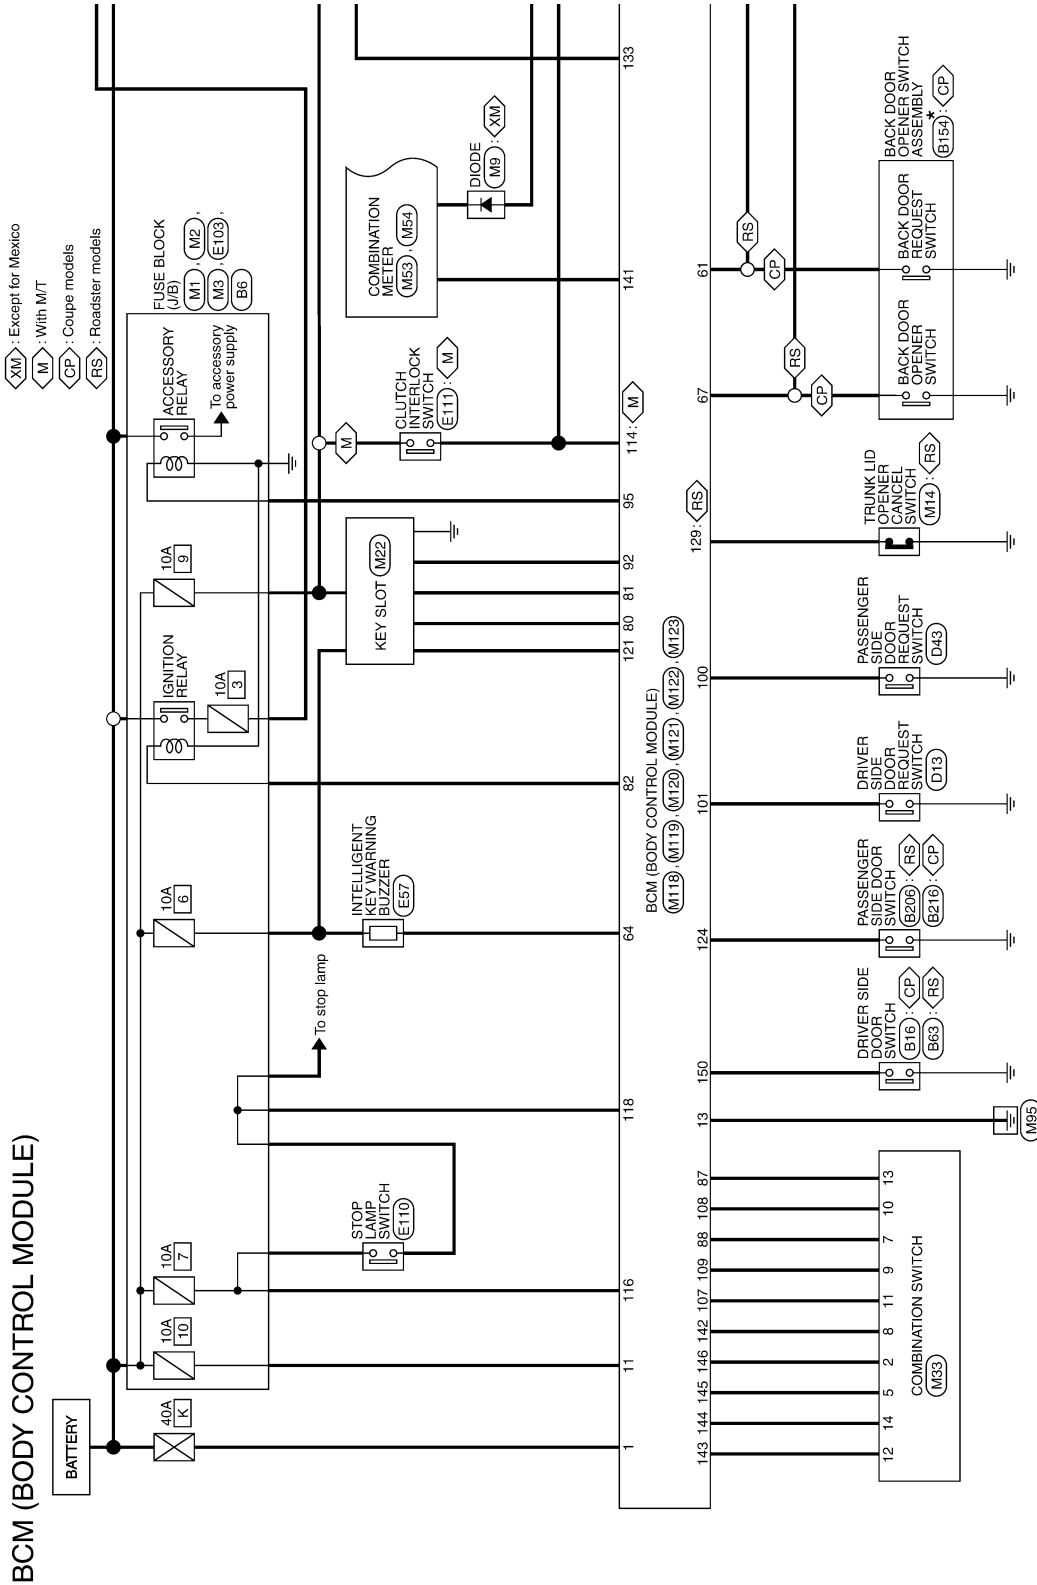 BCM (BODY CONTROL MODULE)
XM : Except for Mexico
M : With M/T
CP : Coupe models
RS : Roadster models
BATTERY
40A
K
10A
10
10A
7
10A
6
IGNITION
RELAY
10A
3
10A
9
ACCESSORY
RELAY
To accessory
power supply
FUSE BLOCK
(J/B)
M1 , M2 ,
M3 , E103 ,
B6
STOP
LAMP
SWITCH
E110
To stop lamp
INTELLIGENT
KEY WARNING
BUZZER
E57
KEY SLOT M22
M
CLUTCH
INTERLOCK
SWITCH
E111 : M
COMBINATION
METER
M53 , M54
DIODE
M9 : XM
1
11
116
118
64
82
121
80
81
92
95
114: M
141
133
BCM (BODY CONTROL MODULE)
M118 , M119 , M120 , M121 , M122 , M123
143
144
145
146
142
107
109
88
108
87
13
150
124
101
100
129: RS
67
61
12
14
5
2
8
11
9
7
10
13
COMBINATION SWITCH
M33
M95
DRIVER SIDE
DOOR
SWITCH
B16 : CP
B63 : RS
PASSENGER
SIDE DOOR
SWITCH
B206 : RS
B216 : CP
DRIVER
SIDE
DOOR
REQUEST
SWITCH
D13
PASSENGER
SIDE
DOOR
REQUEST
SWITCH
D43
TRUNK LID
OPENER
CANCEL
SWITCH
M14 : RS
RS
CP
RS
CP
BACK DOOR
OPENER
SWITCH
BACK DOOR
REQUEST
SWITCH
BACK DOOR
OPENER SWITCH
ASSEMBLY
B154 * : CP